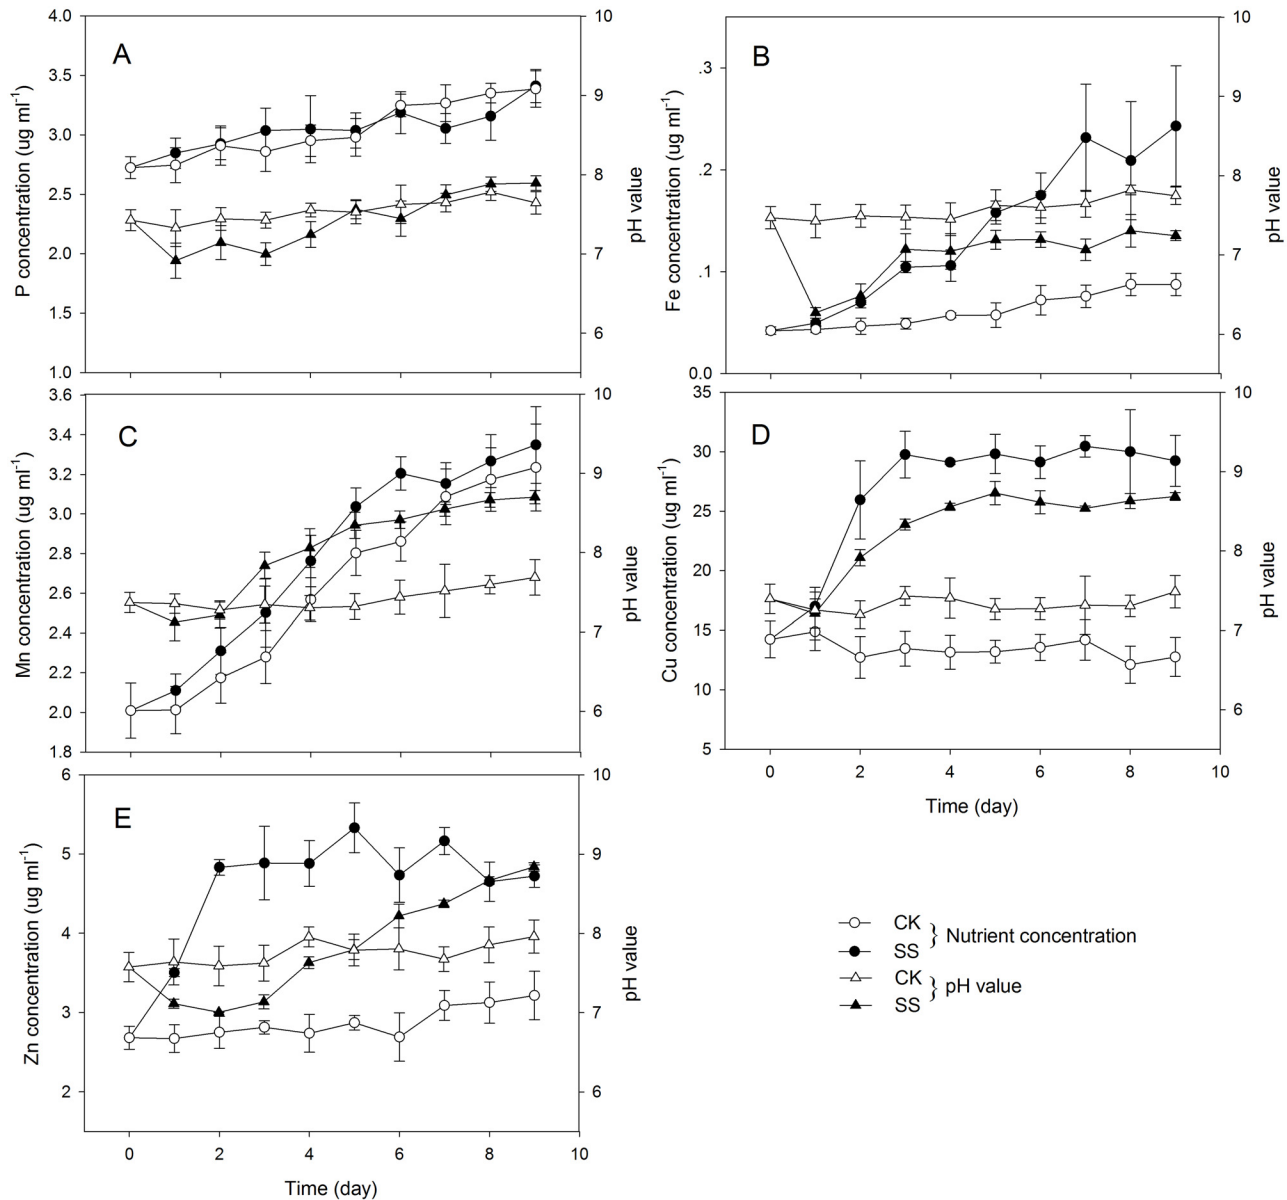 A
P concentration (ug ml⁻¹)
4.0
3.5
3.0
2.5
2.0
1.5
1.0
10
9
8
7
6
pH value
B
Fe concentration (ug ml⁻¹)
.3
.2
.1
0.0
10
9
8
7
6
pH value
C
Mn concentration (ug ml⁻¹)
3.6
3.4
3.2
3.0
2.8
2.6
2.4
2.2
2.0
1.8
10
9
8
7
6
pH value
D
Cu concentration (ug ml⁻¹)
35
30
25
20
15
10
5
10
9
8
7
6
pH value
0 2 4 6 8 10
Time (day)
E
Zn concentration (ug ml⁻¹)
6
5
4
3
2
10
9
8
7
6
pH value
0 2 4 6 8 10
Time (day)
CK
SS
} Nutrient concentration
CK
SS
} pH value